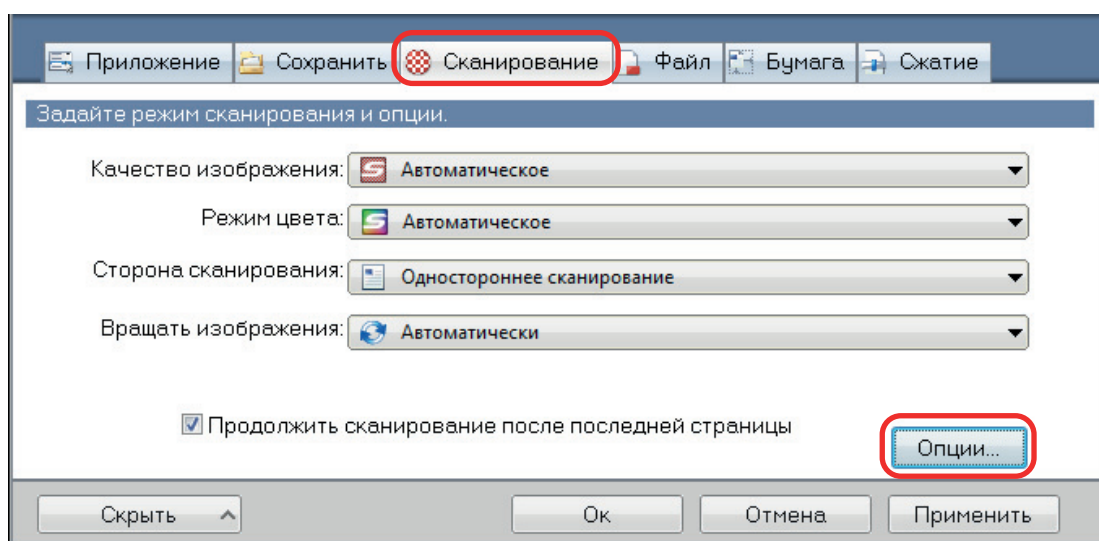 Приложение Сохранить Сканирование Файл Бумага Сжатие
Задайте режим сканирования и опции.
Качество изображения: Автоматическое
Режим цвета: Автоматическое
Сторона сканирования: Одностороннее сканирование
Вращать изображения: Автоматически
Продолжить сканирование после последней страницы
Опции...
Скрыть Ок Отмена Применить